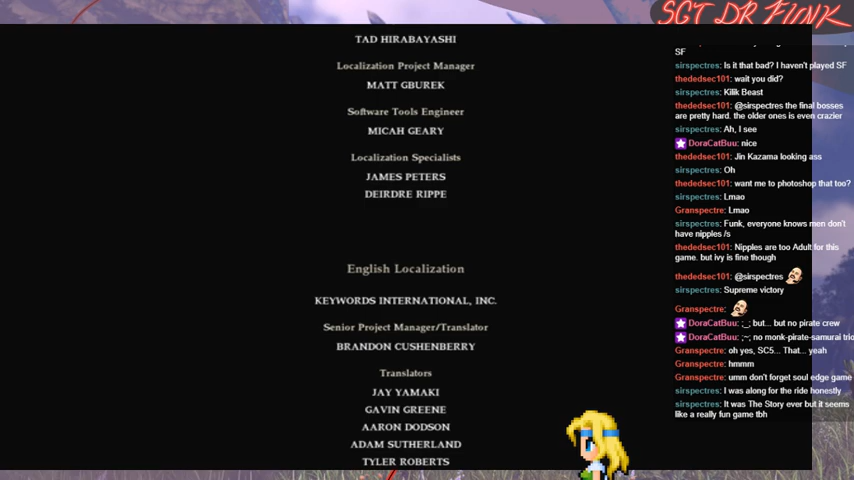 SGT DR FUNK
TAD HIRABAYASHI
Localization Project Manager
MATT GBUREK
Software Tools Engineer
MICAH GEARY
Localization Specialists
JAMES PETERS
DEIRDRE RIPPE
English Localization
KEYWORDS INTERNATIONAL, INC.
Senior Project Manager/Translator
BRANDON CUSHENBERRY
Translators
JAY YAMAKI
GAVIN GREENE
AARON DODSON
ADAM SUTHERLAND
TYLER ROBERTS
SF
sirspectres: Is it that bad? I haven't played SF
thededsec101: wait you did?
sirspectres: Kilik Beast
thededsec101: @sirspectres the final bosses
are pretty hard. the older ones is even crazier
sirspectres: Ah, I see
DoraCatBuu: nice
thededsec101: Jin Kazama looking ass
sirspectres: Oh
thededsec101: want me to photoshop that too?
sirspectres: Lmao
Granspectre: Lmao
sirspectres: Funk, everyone knows men don't
have nipples /s
thededsec101: Nipples are too Adult for this
game. but ivy is fine though
thededsec101: @sirspectres
sirspectres: Supreme victory
Granspectre:
DoraCatBuu: ;_; but... but no pirate crew
DoraCatBuu: ;~; no monk-pirate-samurai trio
Granspectre: oh yes, SC5... That... yeah
Granspectre: hmmm
Granspectre: umm don't forget soul edge game
sirspectres: I was along for the ride honestly
sirspectres: It was The Story ever but it seems
like a really fun game tbh